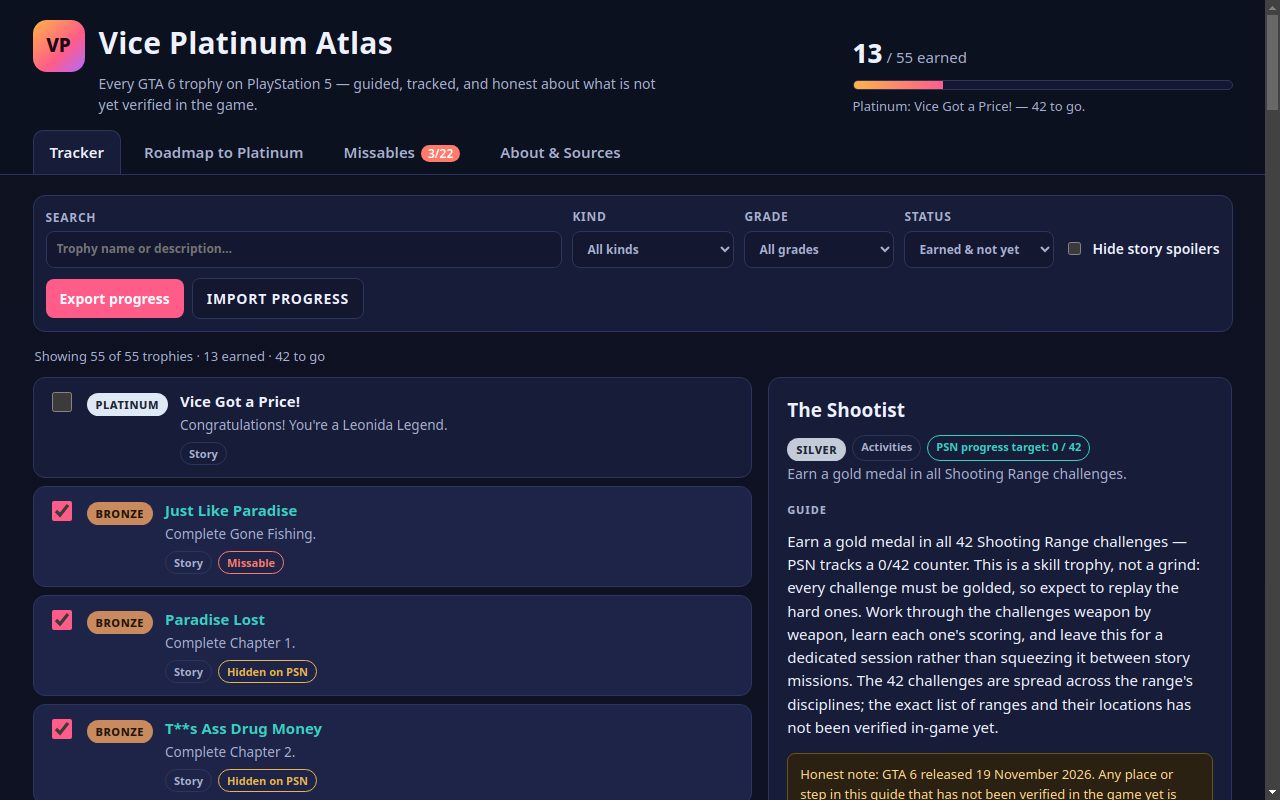 VP
Vice Platinum Atlas
Every GTA 6 trophy on PlayStation 5 — guided, tracked, and honest about what is not
yet verified in the game.
13 / 55 earned
Platinum: Vice Got a Price! — 42 to go.
Tracker
Roadmap to Platinum
Missables 3/22
About & Sources
SEARCH
Trophy name or description...
KIND
All kinds
GRADE
All grades
STATUS
Earned & not yet
Hide story spoilers
Export progress
IMPORT PROGRESS
Showing 55 of 55 trophies · 13 earned · 42 to go
PLATINUM
Vice Got a Price!
Congratulations! You're a Leonida Legend.
Story
BRONZE
Just Like Paradise
Complete Gone Fishing.
Story
Missable
BRONZE
Paradise Lost
Complete Chapter 1.
Story
Hidden on PSN
BRONZE
T**s Ass Drug Money
Complete Chapter 2.
Story
Hidden on PSN
The Shootist
SILVER
Activities
PSN progress target: 0 / 42
Earn a gold medal in all Shooting Range challenges.
GUIDE
Earn a gold medal in all 42 Shooting Range challenges —
PSN tracks a 0/42 counter. This is a skill trophy, not a grind:
every challenge must be golded, so expect to replay the
hard ones. Work through the challenges weapon by
weapon, learn each one's scoring, and leave this for a
dedicated session rather than squeezing it between story
missions. The 42 challenges are spread across the range's
disciplines; the exact list of ranges and their locations has
not been verified in-game yet.
Honest note: GTA 6 released 19 November 2026. Any place or
step in this guide that has not been verified in the game yet is